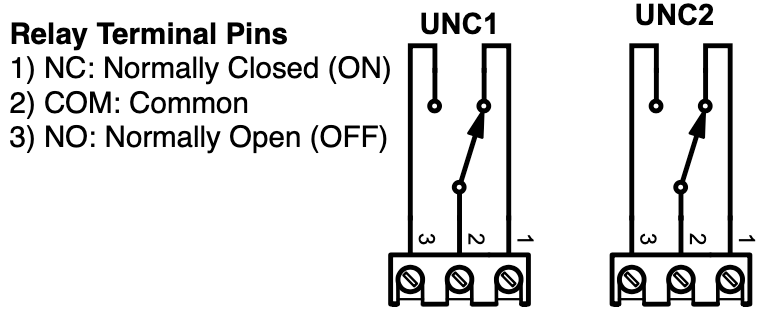 Relay Terminal Pins
1) NC: Normally Closed (ON)
2) COM: Common
3) NO: Normally Open (OFF)
UNC1
3 2 1
UNC2
3 2 1